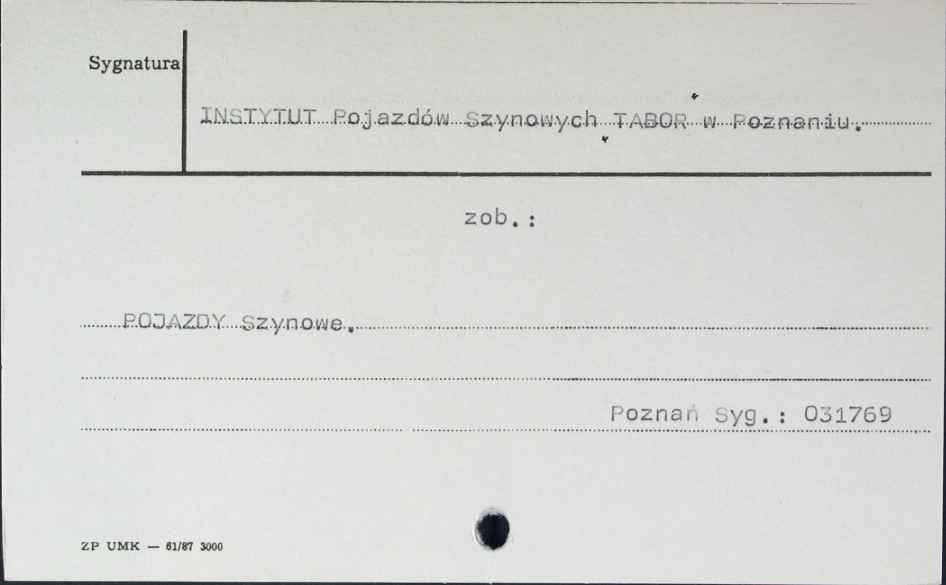 Sygnatura
INSTYTUT Pojazdów Szynowych "TABOR" w Poznaniu.
zob.:
POJAZDY Szynowe.
Poznań Syg.: 031769
ZP UMK — 61/87 3000